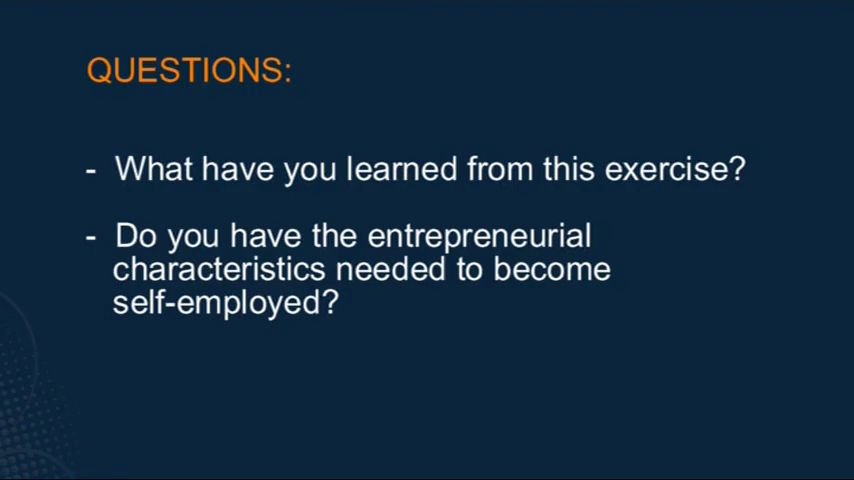 QUESTIONS:
- What have you learned from this exercise?
- Do you have the entrepreneurial
characteristics needed to become
self-employed?